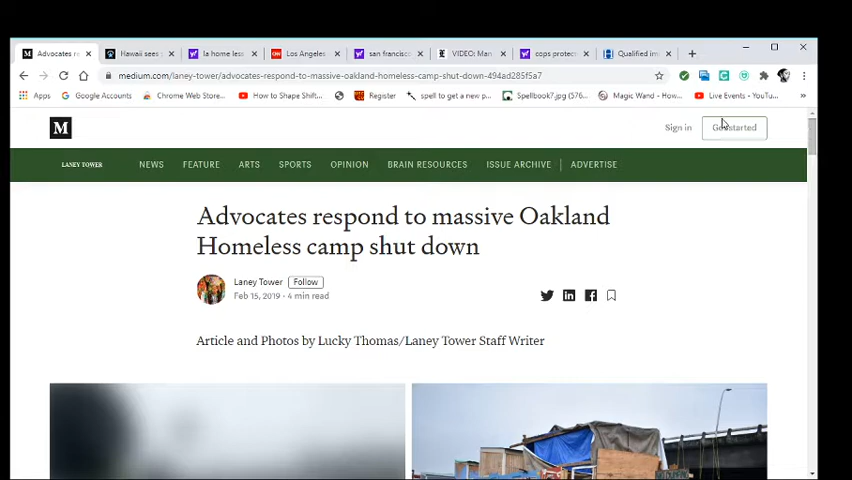 Advocates re
Hawaii sees
la home less
Los Angeles
san francisc
VIDEO: Man
cops protect
Qualified im
medium.com/laney-tower/advocates-respond-to-massive-oakland-homeless-camp-shut-down-494ad285f5a7
Apps
Google Accounts
Chrome Web Store...
How to Shape Shift...
Register
spell to get a new p...
Spellbook7.jpg (576...
Magic Wand - How...
Live Events - YouTu...
M
Sign in
Get started
LANEY TOWER
NEWS
FEATURE
ARTS
SPORTS
OPINION
BRAIN RESOURCES
ISSUE ARCHIVE
ADVERTISE
Advocates respond to massive Oakland
Homeless camp shut down
Laney Tower
Follow
Feb 15, 2019 · 4 min read
Article and Photos by Lucky Thomas/Laney Tower Staff Writer